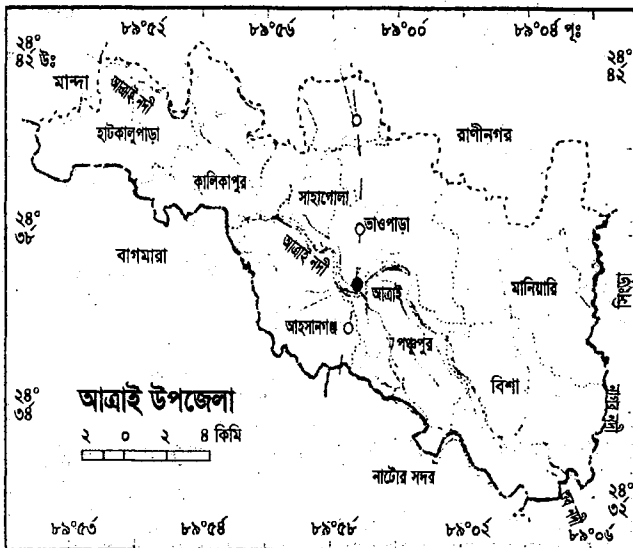 ৮৯°৫২ ৮৯°৫৬ ৮৯°০০ ৮৯°০৪ পূঃ
২৪°
৪২ উঃ
২৪°
৪২
মান্দা
আত্রাই নদী
হাটকালুপাড়া
রাণীনগর
কালিকাপুর
সাহাগোলা
২৪°
৩৮
তাওপাড়া
বাগমারা
আত্রাই নদী
আত্রাই
মানিয়ারি
সিংড়া
আহসানগঞ্জ
পঞ্চুপুর
বিশা
২৪°
৩৪
আত্রাই উপজেলা
২ ০ ২ ৪ কিমি
নাটোর সদর
নদী
২৪°
৩২
৮৯°৫৩ ৮৯°৫৪ ৮৯°৫৮ ৮৯°০২ ৮৯°০৬